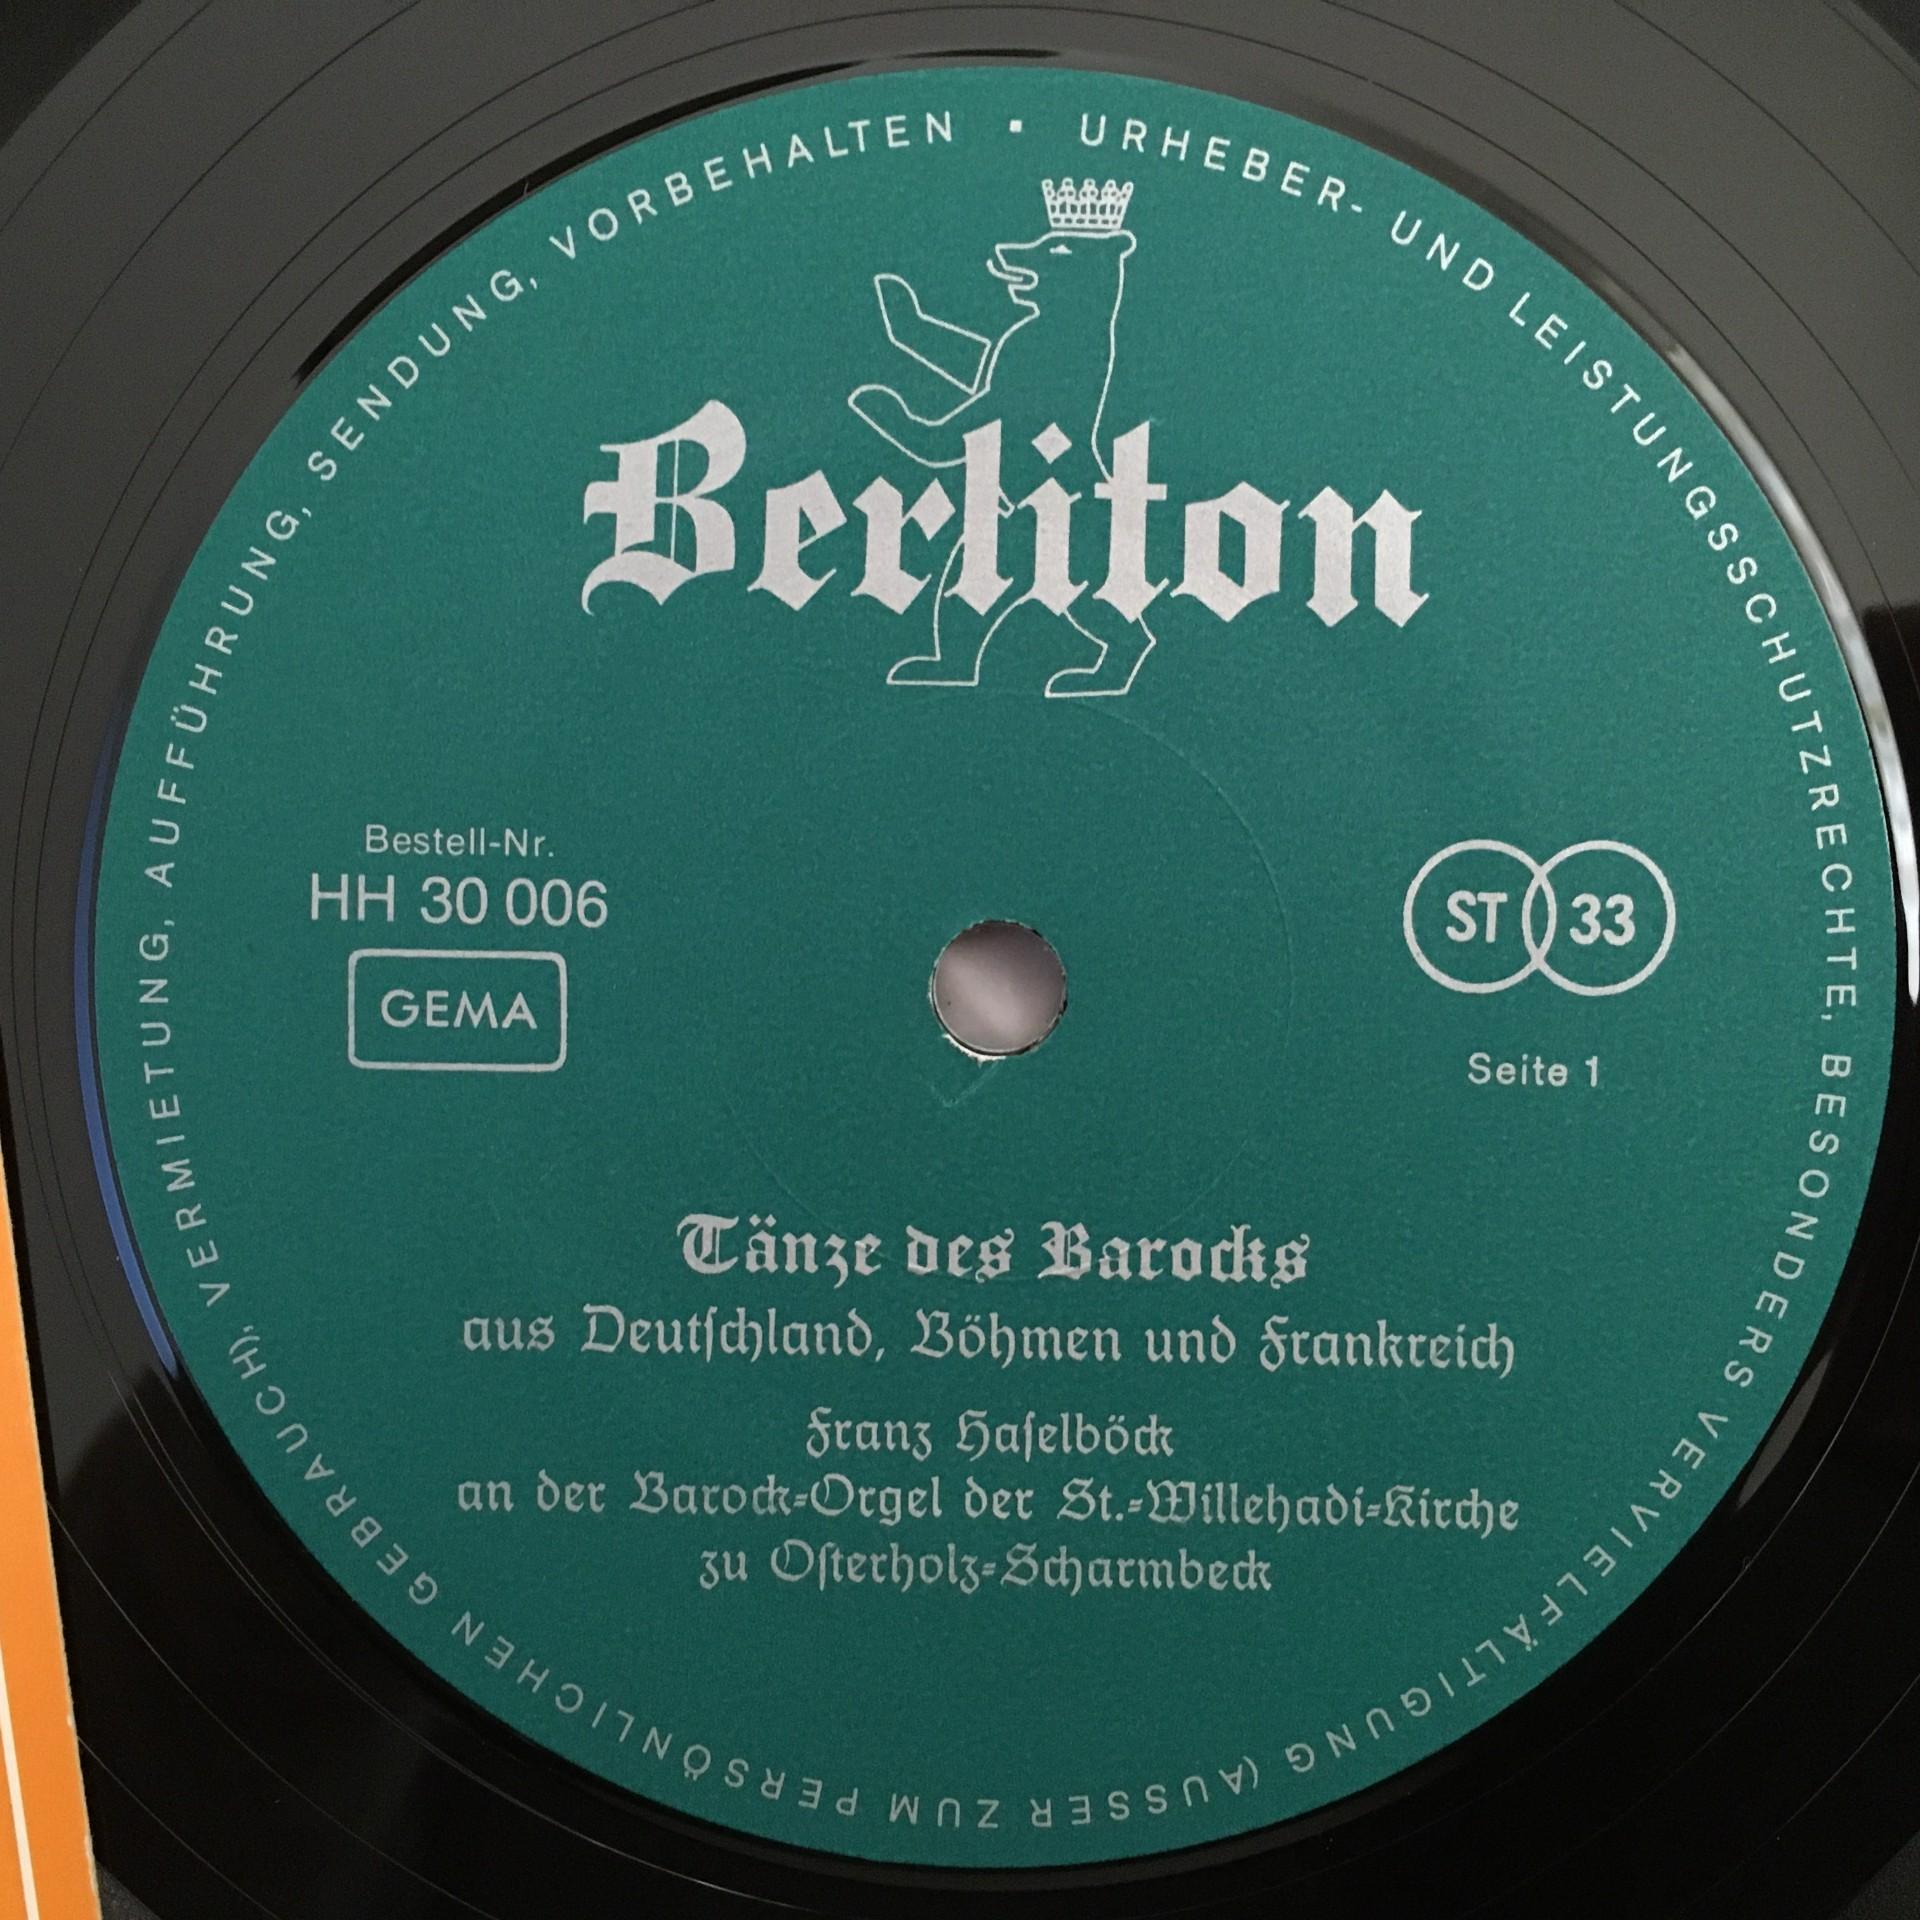 URHEBER- UND LEISTUNGSSCHUTZRECHTE, BESONDERS VERVIELFÄLTIGUNG (AUSSER ZUM PERSÖNLICHEN GEBRAUCH), VERMIETUNG, AUFFÜHRUNG, SENDUNG, VORBEHALTEN ·
Berliton
Bestell-Nr.
HH 30 006
GEMA
ST 33
Seite 1
Tänze des Barocks
aus Deutſchland, Böhmen und Frankreich
Franz Haſelböck
an der Barock-Orgel der St.-Willehadi-Kirche
zu Oſterholz-Scharmbeck